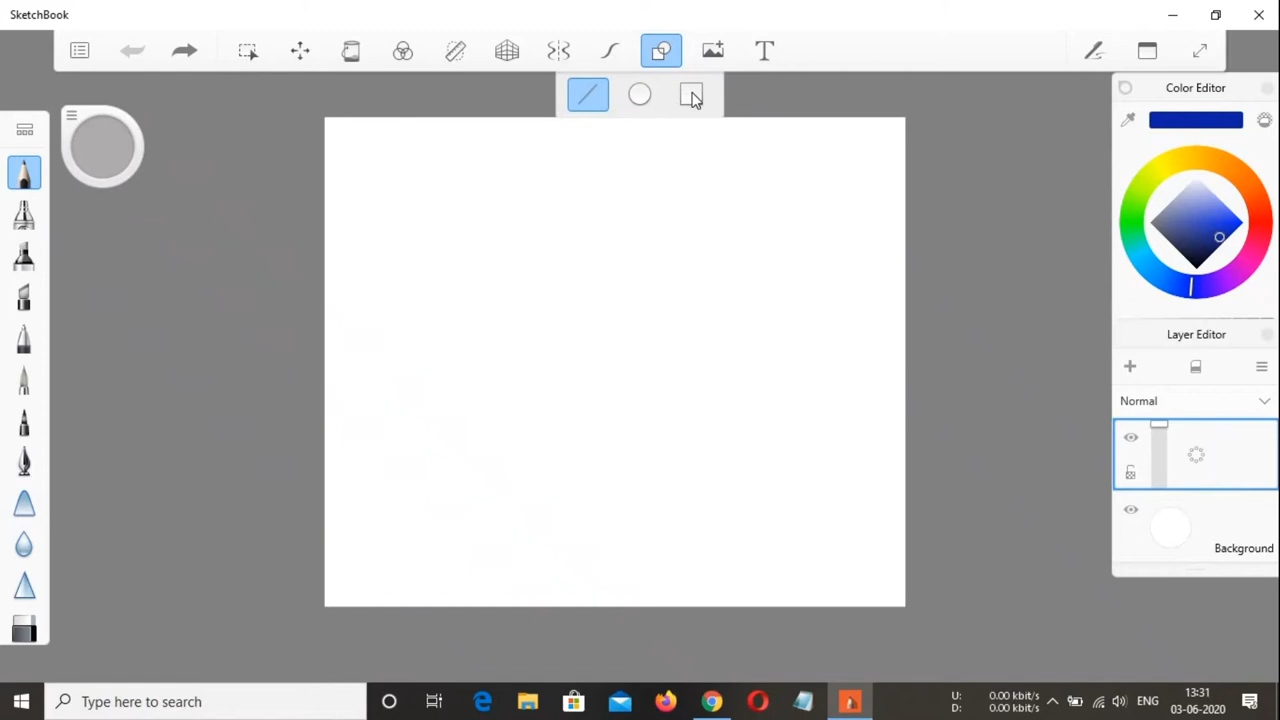 SketchBook
T
Color Editor
Layer Editor
Normal
Background
Type here to search
U: 0.00 kbit/s
D: 0.00 kbit/s
ENG
13:31
03-06-2020